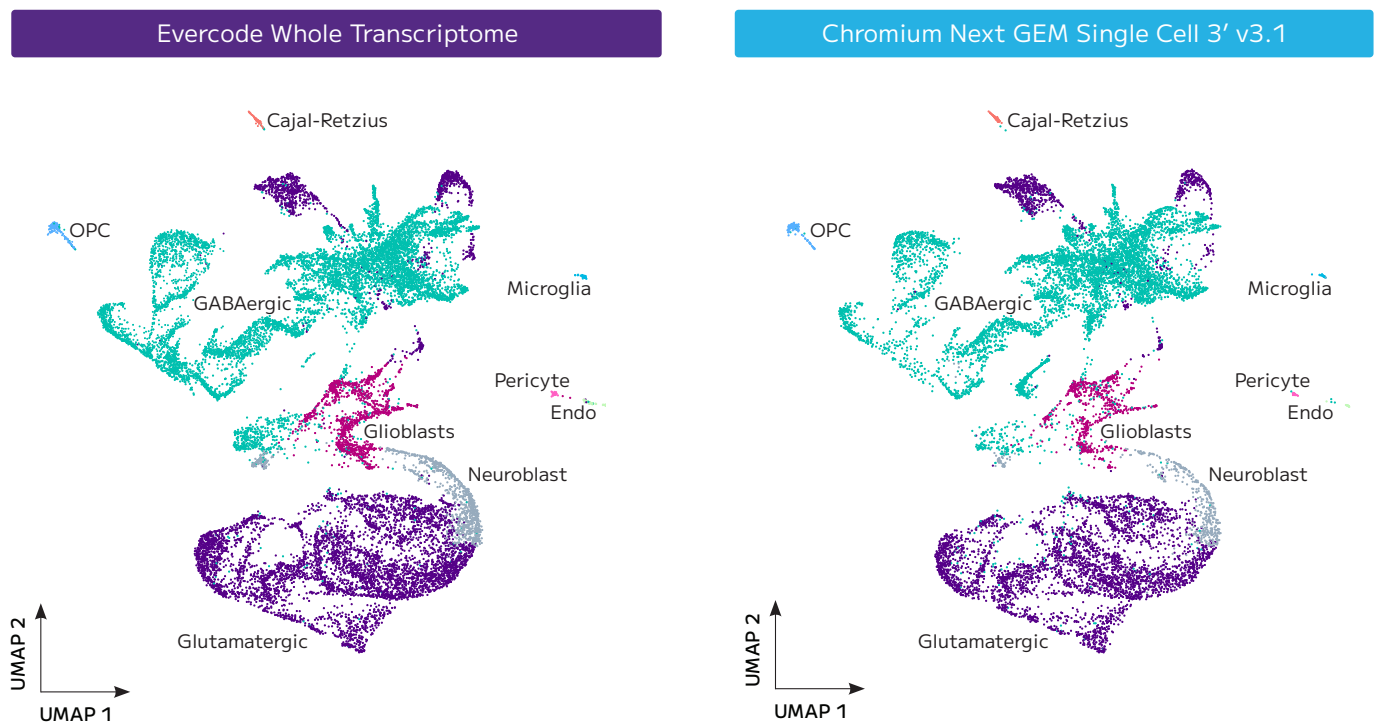 Evercode Whole Transcriptome
Cajal-Retzius
OPC
GABAergic
Microglia
Pericyte
Endo
Glioblasts
Neuroblast
Glutamatergic
UMAP 2
UMAP 1
Chromium Next GEM Single Cell 3′ v3.1
Cajal-Retzius
OPC
GABAergic
Microglia
Pericyte
Endo
Glioblasts
Neuroblast
Glutamatergic
UMAP 2
UMAP 1